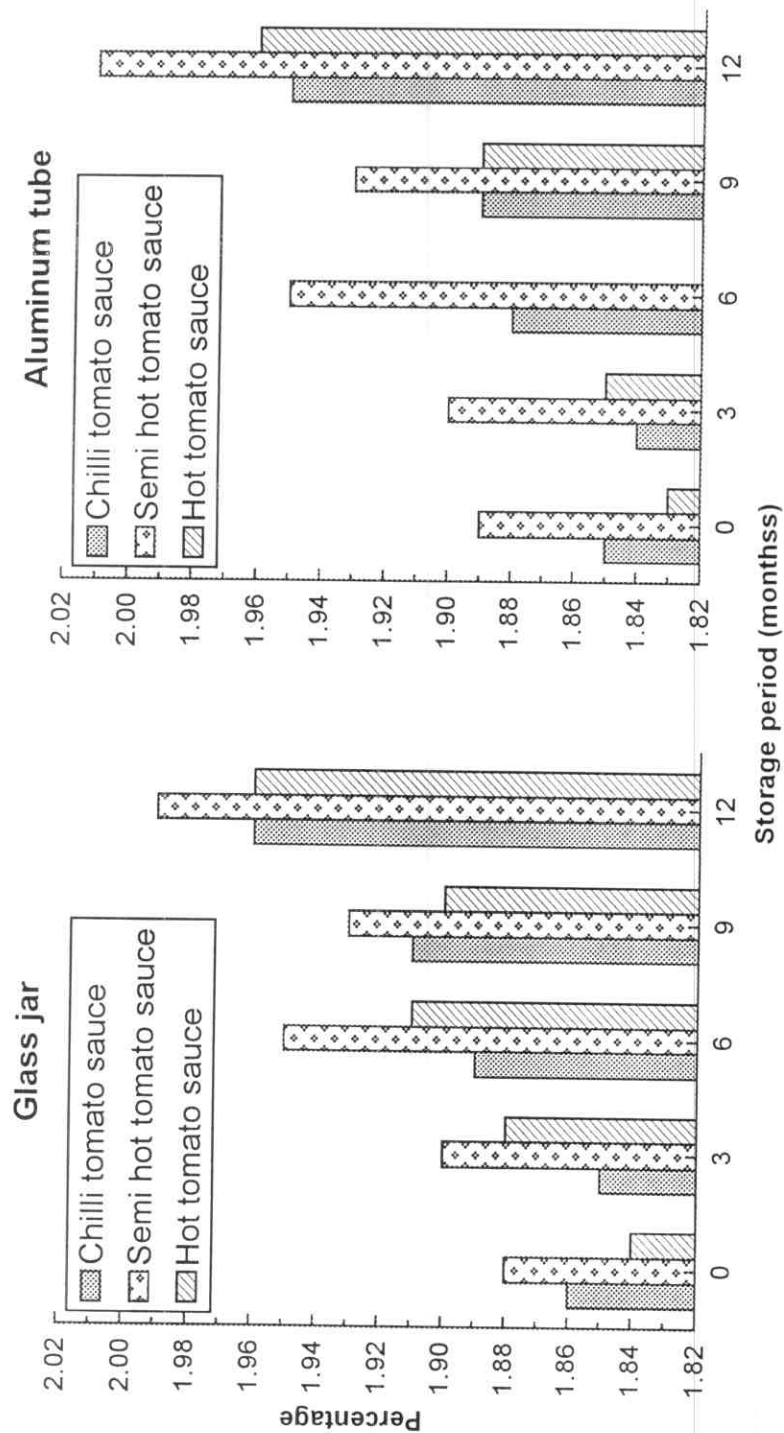 Glass jar
Chilli tomato sauce
Semi hot tomato sauce
Hot tomato sauce
Percentage
2.02
2.00
1.98
1.96
1.94
1.92
1.90
1.88
1.86
1.84
1.82
0 3 6 9 12
Aluminum tube
Chilli tomato sauce
Semi hot tomato sauce
Hot tomato sauce
2.02
2.00
1.98
1.96
1.94
1.92
1.90
1.88
1.86
1.84
1.82
0 3 6 9 12
Storage period (monthss)